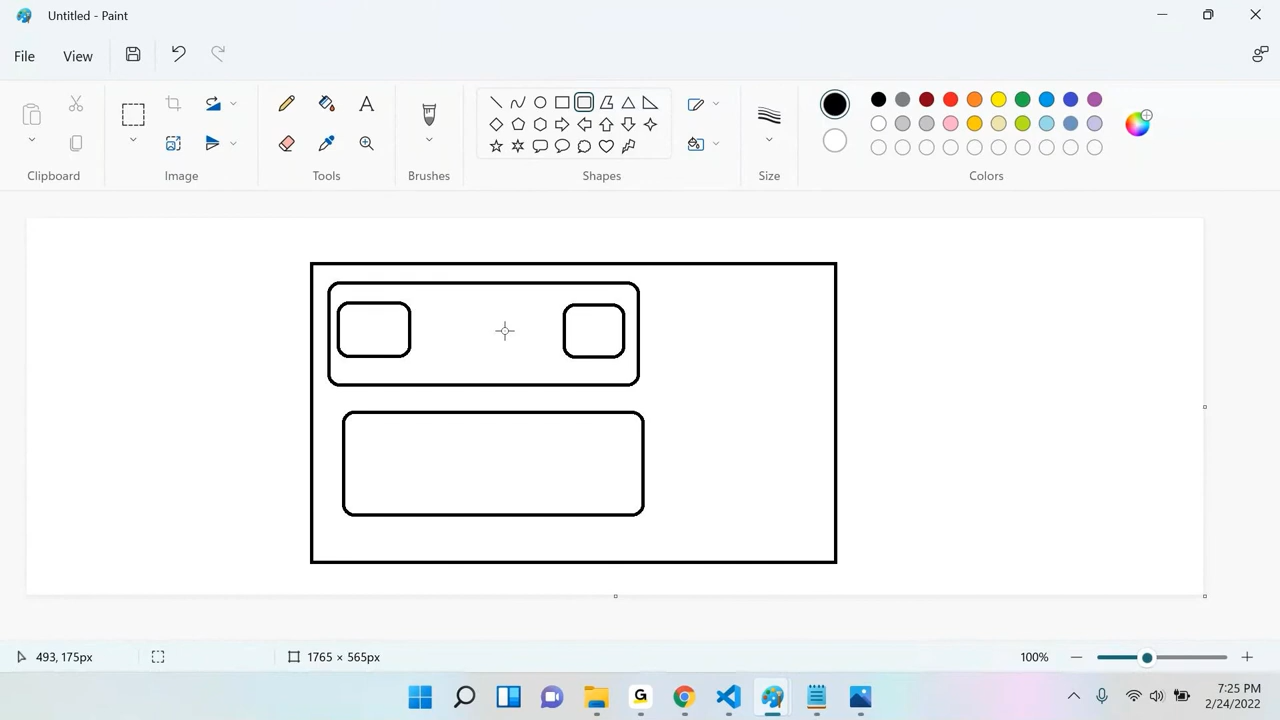 Untitled - Paint
File View
Clipboard Image Tools Brushes Shapes Size Colors
493, 175px 1765 × 565px 100%
7:25 PM
2/24/2022